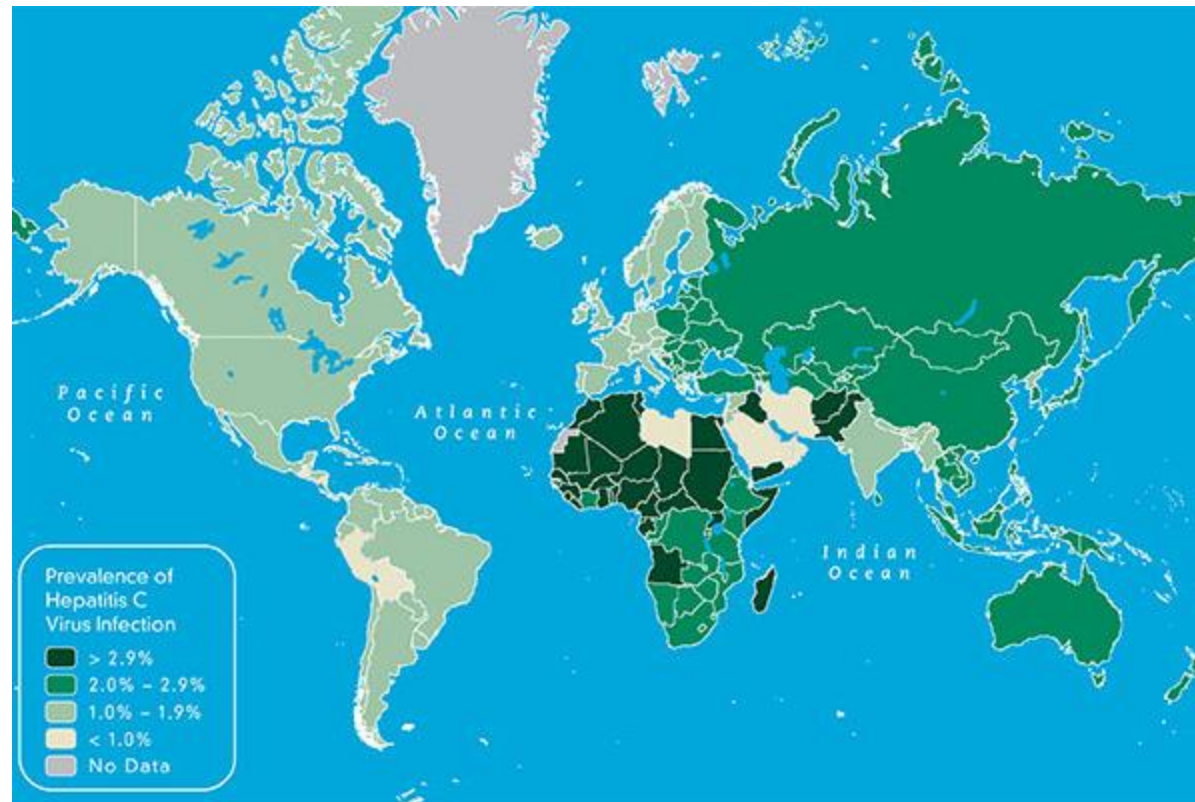 Pacific
Ocean
Atlantic
Ocean
Indian
Ocean
Prevalence of
Hepatitis C
Virus Infection
> 2.9%
2.0% – 2.9%
1.0% – 1.9%
< 1.0%
No Data